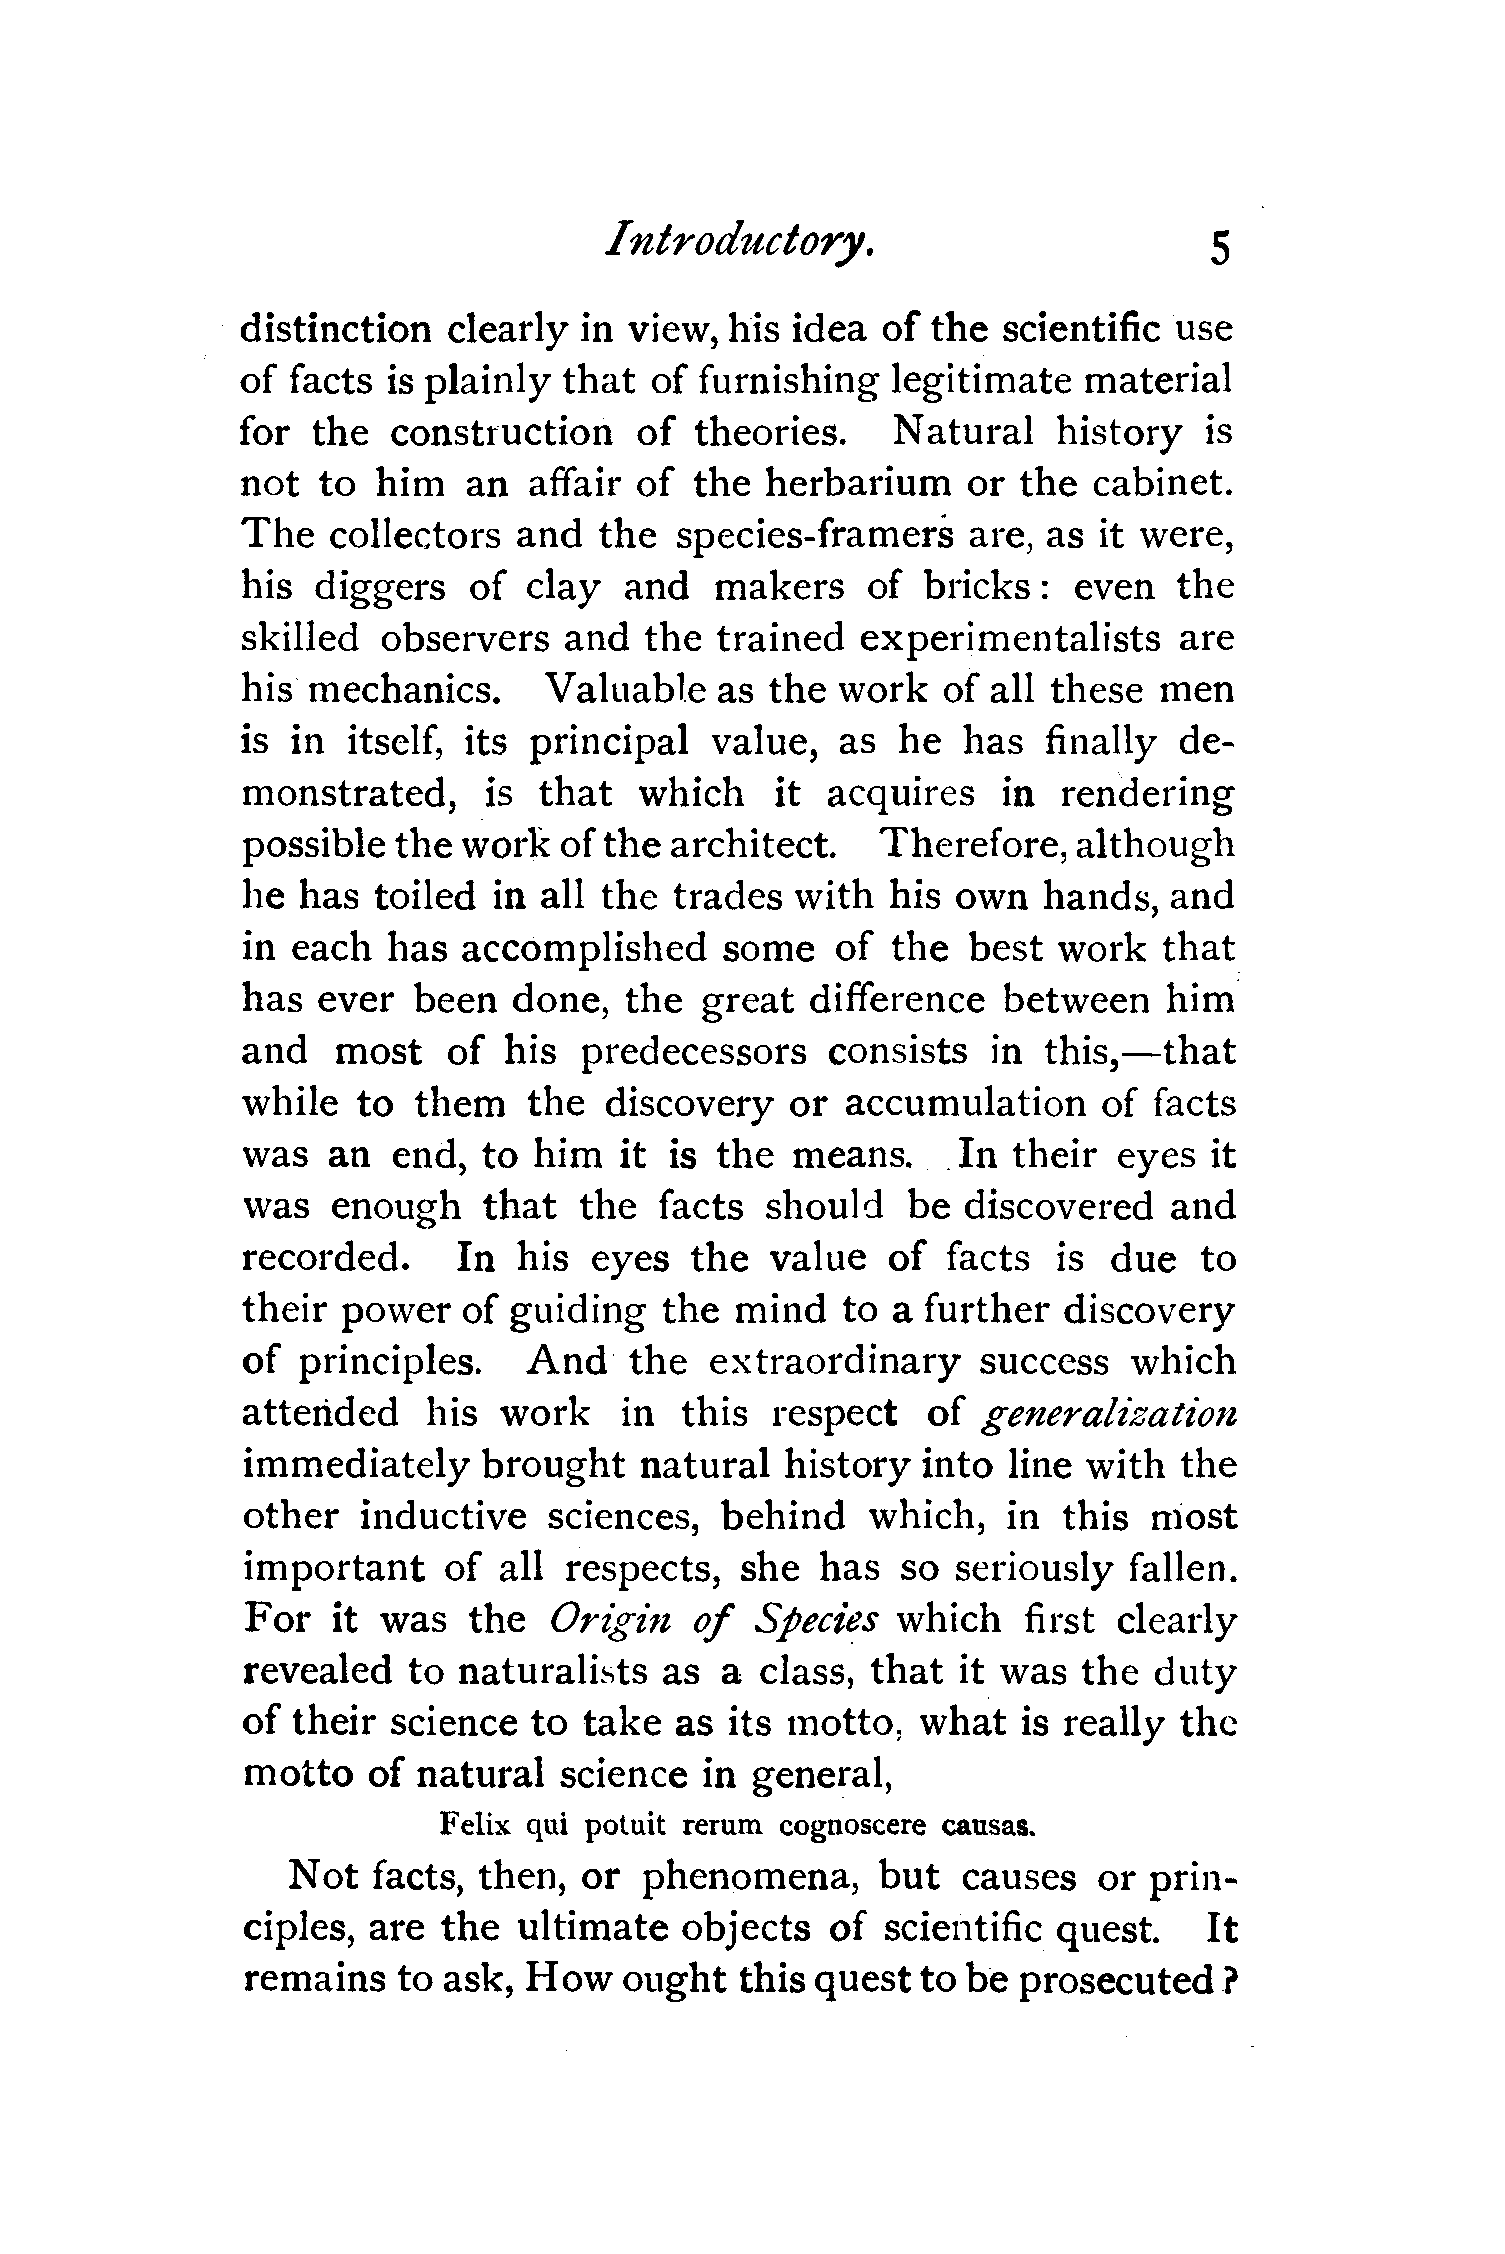 Introductory. 5
distinction clearly in view, his idea of the scientific use
of facts is plainly that of furnishing legitimate material
for the construction of theories. Natural history is
not to him an affair of the herbarium or the cabinet.
The collectors and the species-framers are, as it were,
his diggers of clay and makers of bricks: even the
skilled observers and the trained experimentalists are
his mechanics. Valuable as the work of all these men
is in itself, its principal value, as he has finally de-
monstrated, is that which it acquires in rendering
possible the work of the architect. Therefore, although
he has toiled in all the trades with his own hands, and
in each has accomplished some of the best work that
has ever been done, the great difference between him
and most of his predecessors consists in this,—that
while to them the discovery or accumulation of facts
was an end, to him it is the means. In their eyes it
was enough that the facts should be discovered and
recorded. In his eyes the value of facts is due to
their power of guiding the mind to a further discovery
of principles. And the extraordinary success which
attended his work in this respect of generalization
immediately brought natural history into line with the
other inductive sciences, behind which, in this most
important of all respects, she has so seriously fallen.
For it was the Origin of Species which first clearly
revealed to naturalists as a class, that it was the duty
of their science to take as its motto, what is really the
motto of natural science in general,
Felix qui potuit rerum cognoscere causas.
Not facts, then, or phenomena, but causes or prin-
ciples, are the ultimate objects of scientific quest. It
remains to ask, How ought this quest to be prosecuted?